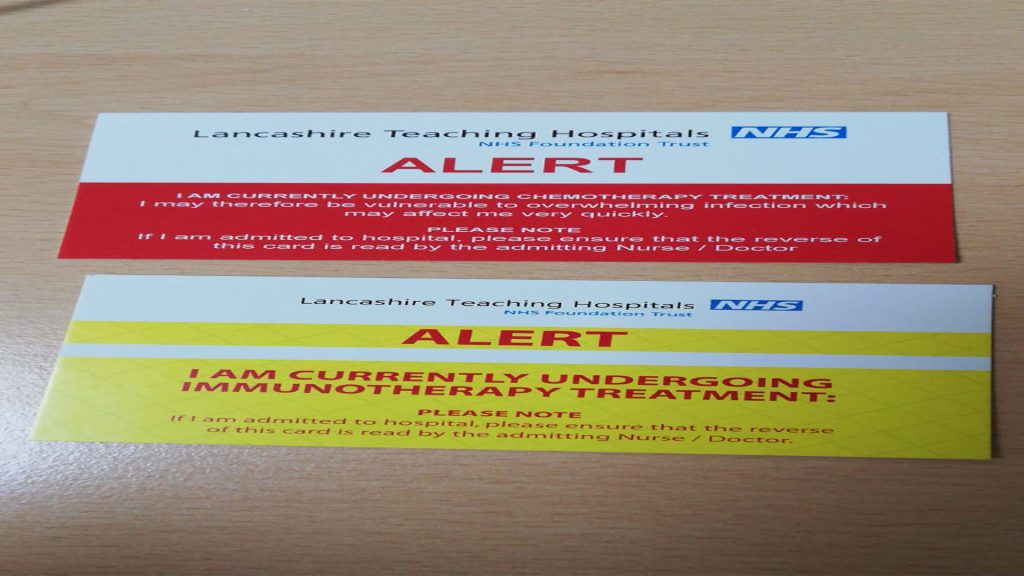 Lancashire Teaching Hospitals NHS
NHS Foundation Trust
ALERT
I AM CURRENTLY UNDERGOING CHEMOTHERAPY TREATMENT:
I may therefore be vulnerable to overwhelming infection which
may affect me very quickly.
PLEASE NOTE
If I am admitted to hospital, please ensure that the reverse of
this card is read by the admitting Nurse / Doctor
Lancashire Teaching Hospitals NHS
NHS Foundation Trust
ALERT
I AM CURRENTLY UNDERGOING
IMMUNOTHERAPY TREATMENT:
PLEASE NOTE
If I am admitted to hospital, please ensure that the reverse
of this card is read by the admitting Nurse / Doctor.